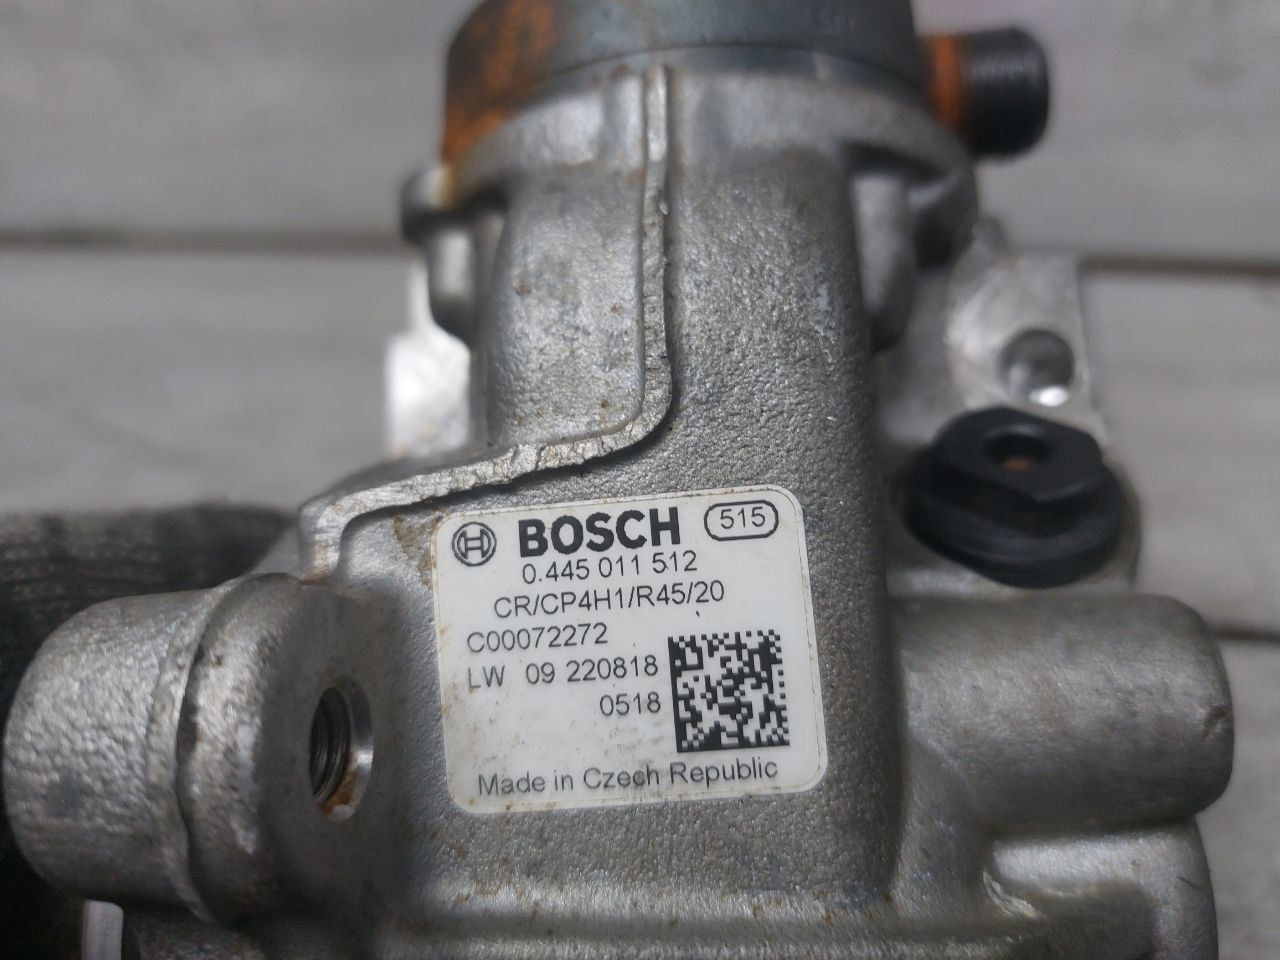 BOSCH 515
0.445 011 512
CR/CP4H1/R45/20
C00072272
LW 09 220818
0518
Made in Czech Republic